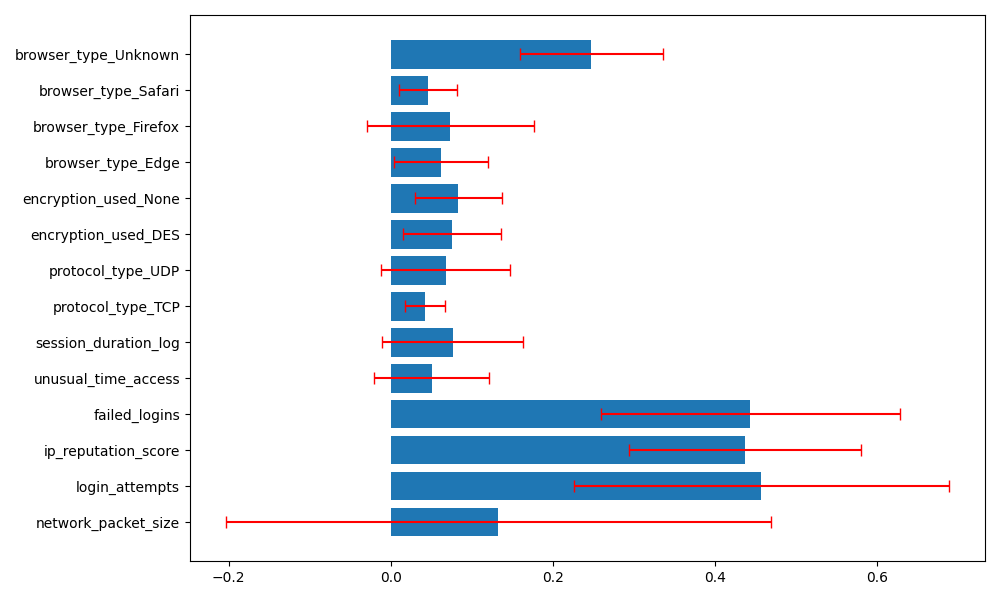 browser_type_Unknown
browser_type_Safari
browser_type_Firefox
browser_type_Edge
encryption_used_None
encryption_used_DES
protocol_type_UDP
protocol_type_TCP
session_duration_log
unusual_time_access
failed_logins
ip_reputation_score
login_attempts
network_packet_size
−0.2 0.0 0.2 0.4 0.6